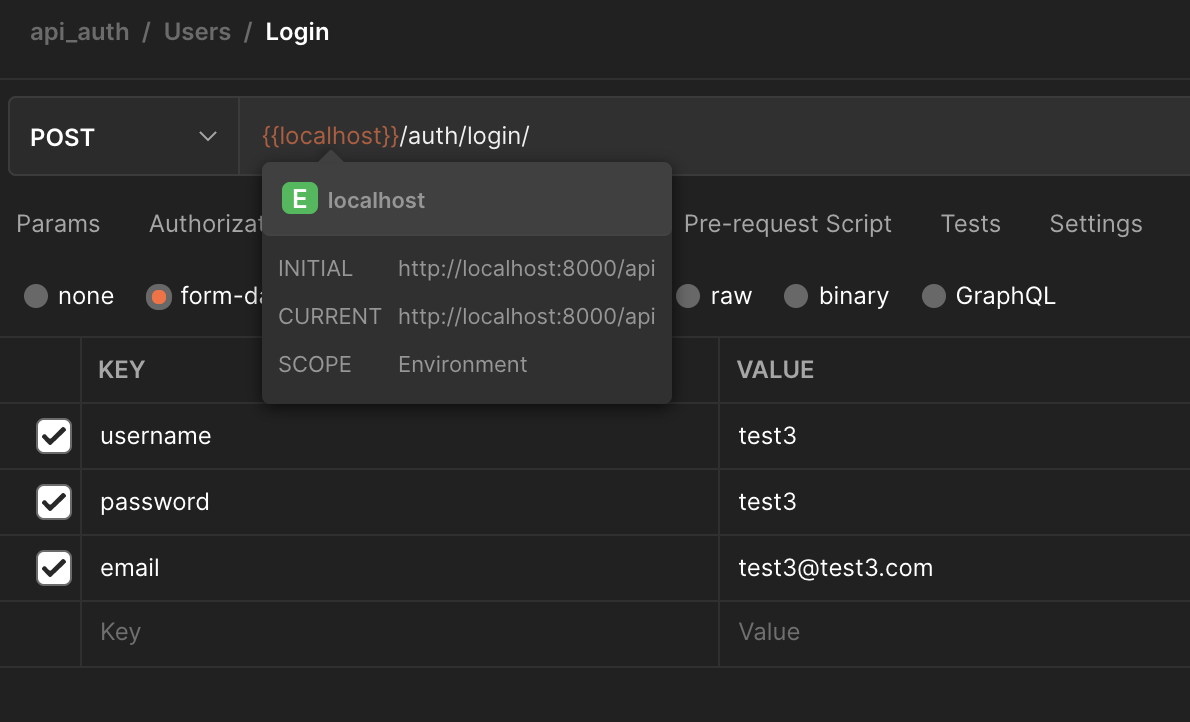 api_auth / Users / Login
POST {{localhost}}/auth/login/
E localhost
Params Authorizat Pre-request Script Tests Settings
INITIAL http://localhost:8000/api
none form-da raw binary GraphQL
CURRENT http://localhost:8000/api
SCOPE Environment
KEY VALUE
username test3
password test3
email test3@test3.com
Key Value